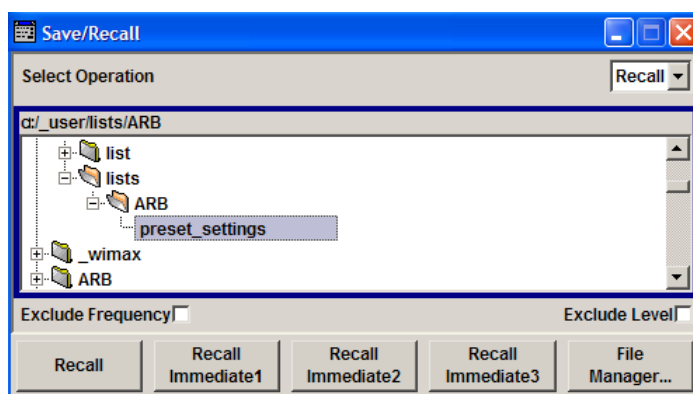 Save/Recall
Select Operation
Recall
a:/_user/lists/ARB
list
lists
ARB
preset_settings
_wimax
ARB
Exclude Frequency
Exclude Level
Recall
Recall
Immediate1
Recall
Immediate2
Recall
Immediate3
File
Manager...